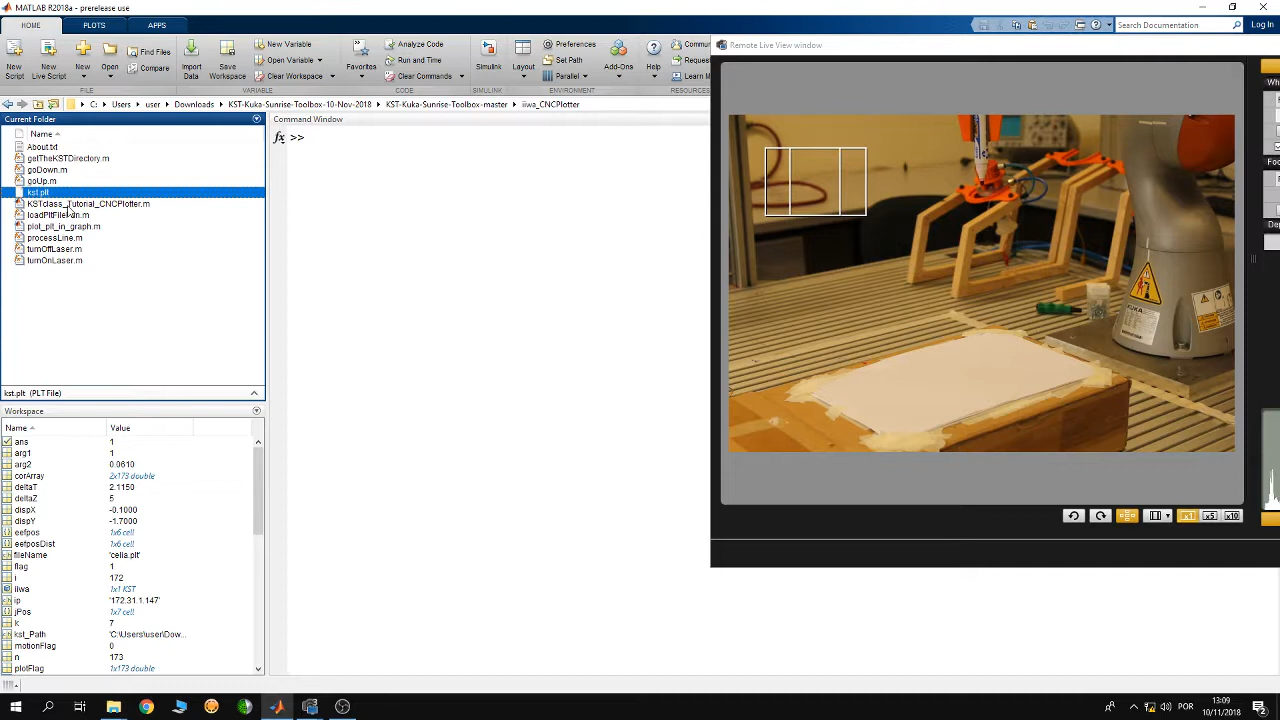 MATLAB R2018a - prerelease use
HOME PLOTS APPS
Search Documentation Log In
New Script
New Live Script
New
Open
Find Files
Compare
Import Data
Save Workspace
New Variable
Open Variable
Clear Workspace
Favorites
Analyze Code
Run and Time
Clear Commands
Simulink
Layout
Preferences
Set Path
Parallel
Add-Ons
Help
FILE VARIABLE CODE SIMULINK ENVIRONMENT RESOURCES
Remote Live View window
C: Users user Downloads KST-Kuka-Sunrise-Toolbox-10-Nov-2018 KST-Kuka-Sunrise-Toolbox-master iiwa_CNCPlotter
Current Folder
Name
About.txt
getTheKSTDirectory.m
goDown.m
goUp.m
kst.plt
KSTclass_Tutorial_CNCPlotter.m
plot_plt_in_graph.m
processLine.m
turnOffLaser.m
turnOnLaser.m
kst.plt (PLT File)
Workspace
Name Value
ans 1
arg1 1
arg2 0.0610
corArray 2x173 double
deltaT 2.1150
deltaZ 5
dispX -0.1000
dispY -1.7000
eefpos 1x6 cell
eefposDist 1x6 cell
fileName 'celia.plt'
flag 1
i 172
iiwa 1x1 KST
ip '172.31.1.147'
jPos 1x7 cell
k 7
kst_Path 'C:\Users\user\Dow...
motionFlag 0
n 173
plotFlag 1x173 double
Command Window
fx >>
KUKA
x1 x5 x10
POR
13:09
10/11/2018
2